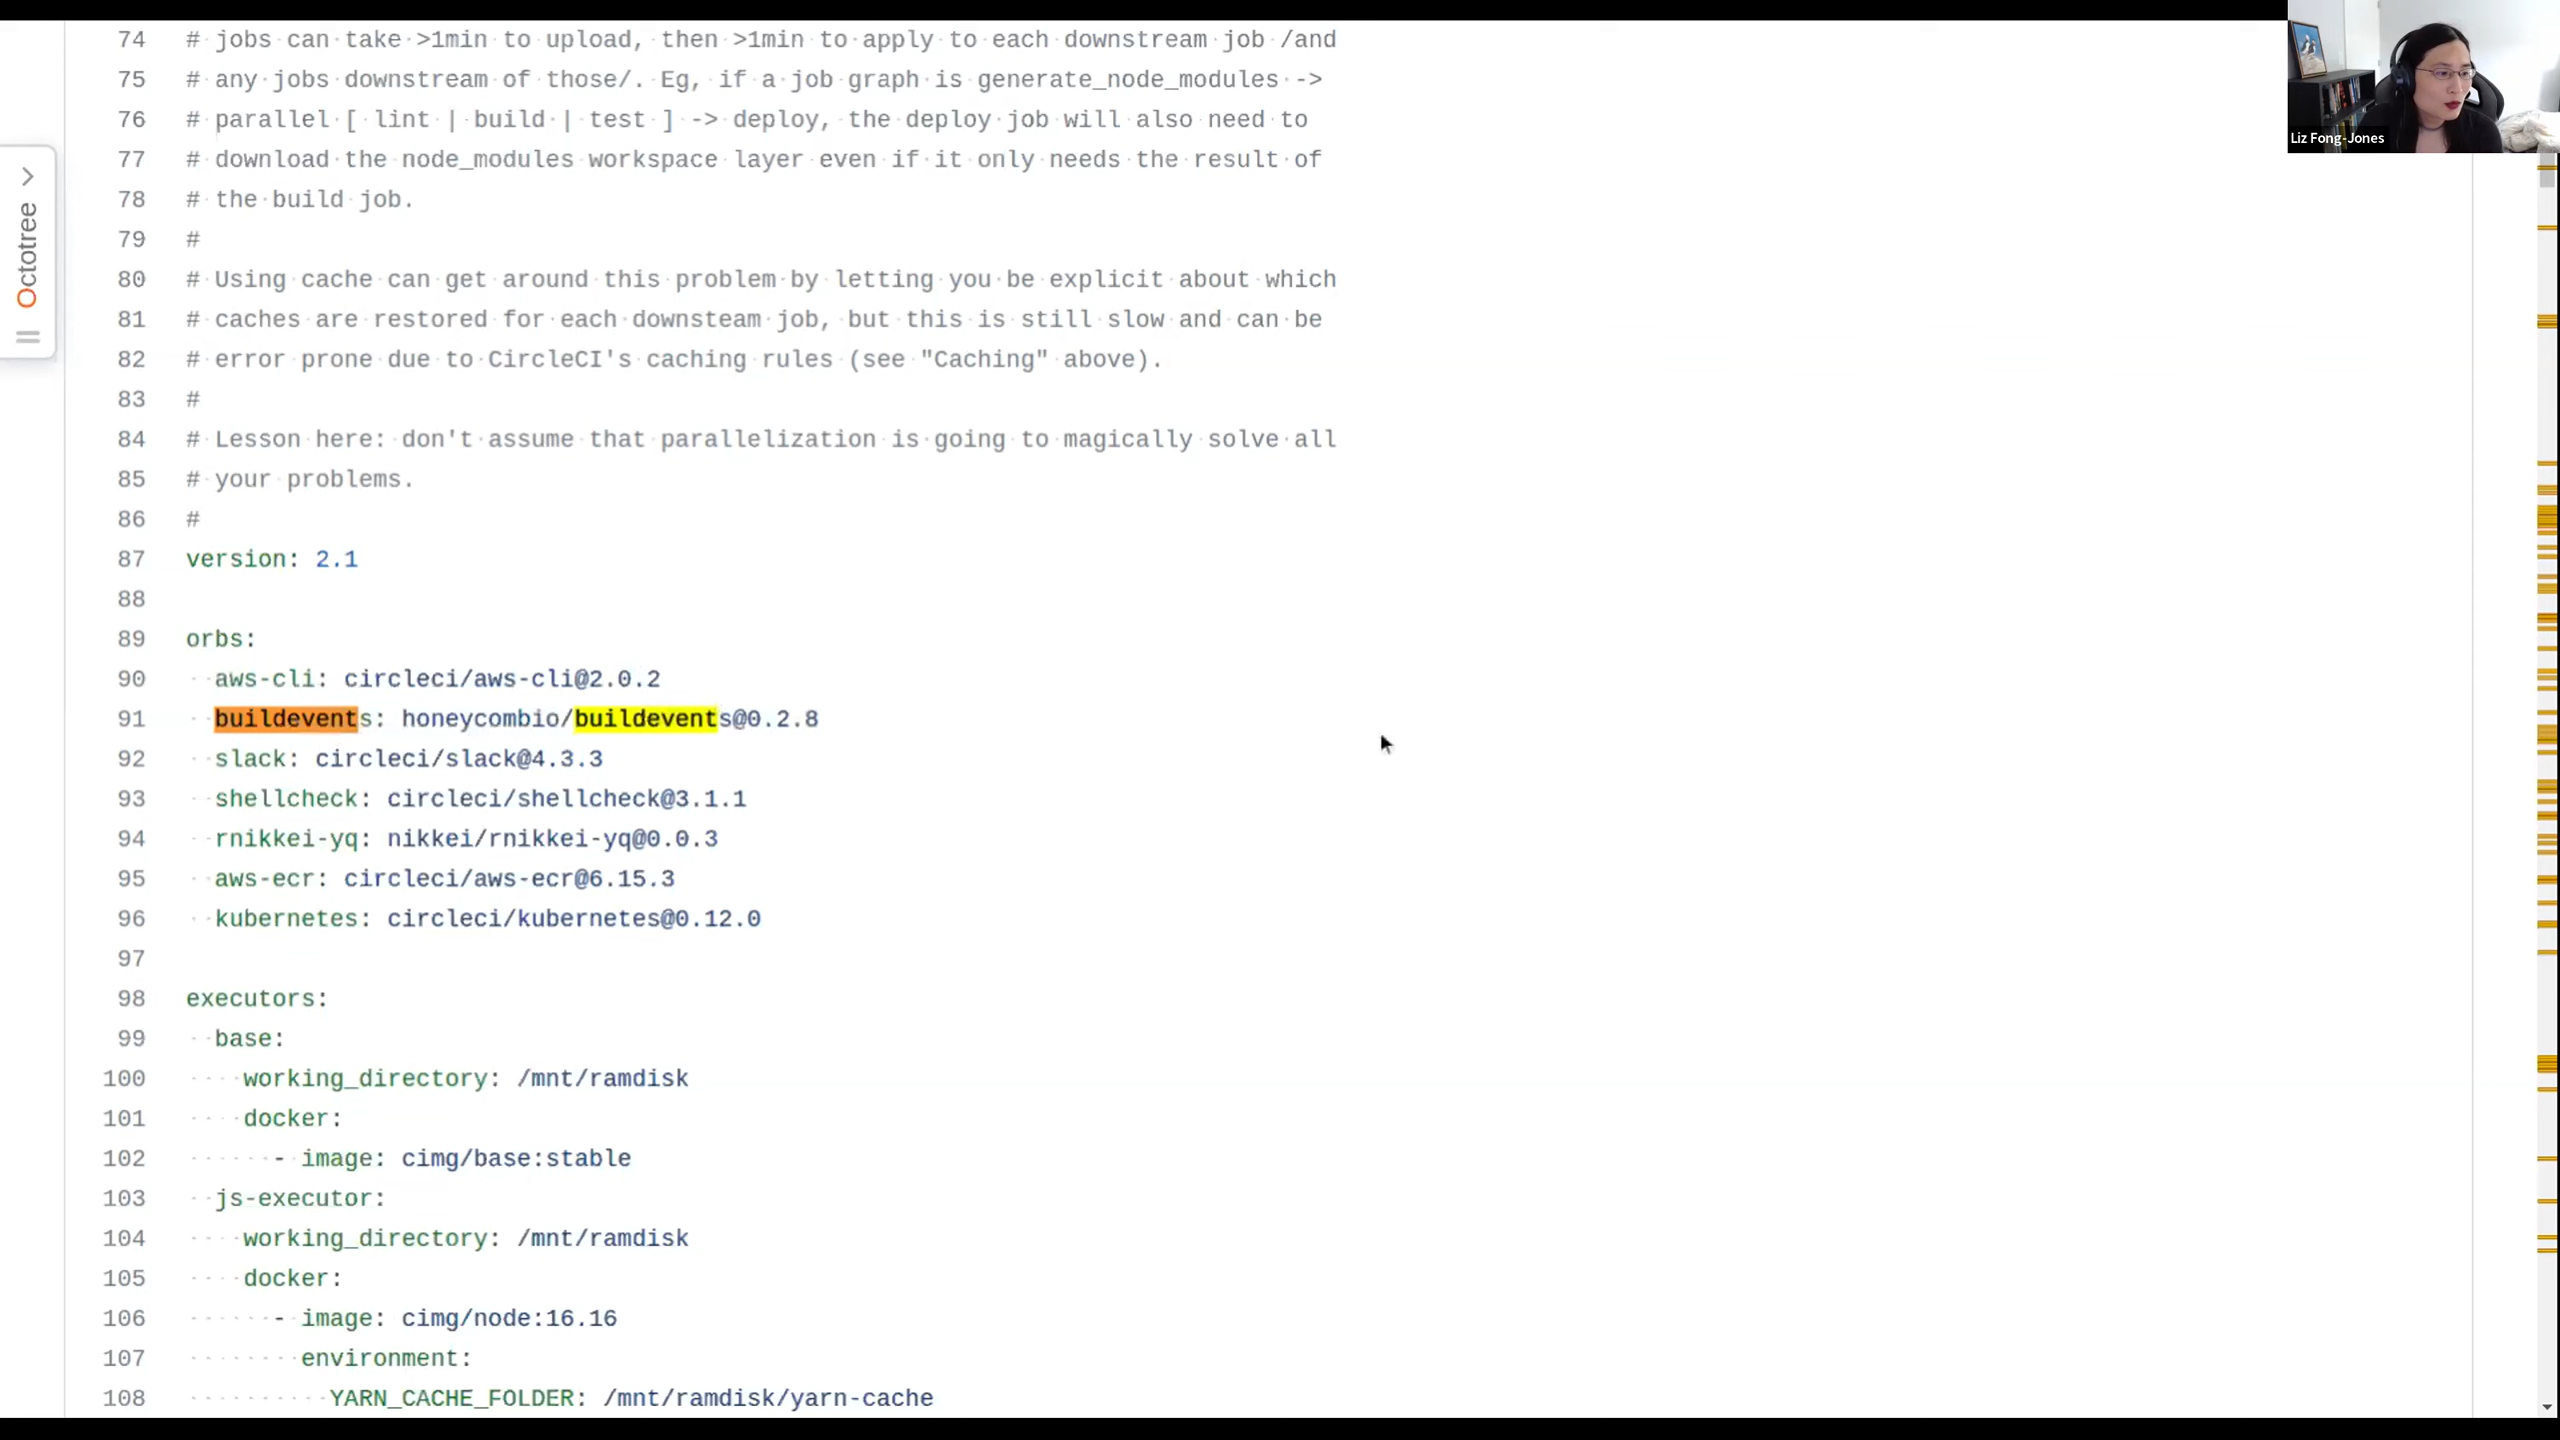 74 # jobs can take >1min to upload, then >1min to apply to each downstream job /and
75 # any jobs downstream of those/. Eg, if a job graph is generate_node_modules ->
76 # parallel [ lint | build | test ] -> deploy, the deploy job will also need to
77 # download the node_modules workspace layer even if it only needs the result of
78 # the build job.
79 #
80 # Using cache can get around this problem by letting you be explicit about which
81 # caches are restored for each downsteam job, but this is still slow and can be
82 # error prone due to CircleCI's caching rules (see "Caching" above).
83 #
84 # Lesson here: don't assume that parallelization is going to magically solve all
85 # your problems.
86 #
87 version: 2.1
88
89 orbs:
90   aws-cli: circleci/aws-cli@2.0.2
91   buildevents: honeycombio/buildevents@0.2.8
92   slack: circleci/slack@4.3.3
93   shellcheck: circleci/shellcheck@3.1.1
94   rnikkei-yq: nikkei/rnikkei-yq@0.0.3
95   aws-ecr: circleci/aws-ecr@6.15.3
96   kubernetes: circleci/kubernetes@0.12.0
97
98 executors:
99   base:
100     working_directory: /mnt/ramdisk
101     docker:
102       - image: cimg/base:stable
103   js-executor:
104     working_directory: /mnt/ramdisk
105     docker:
106       - image: cimg/node:16.16
107         environment:
108           YARN_CACHE_FOLDER: /mnt/ramdisk/yarn-cache
Octotree
Liz Fong-Jones